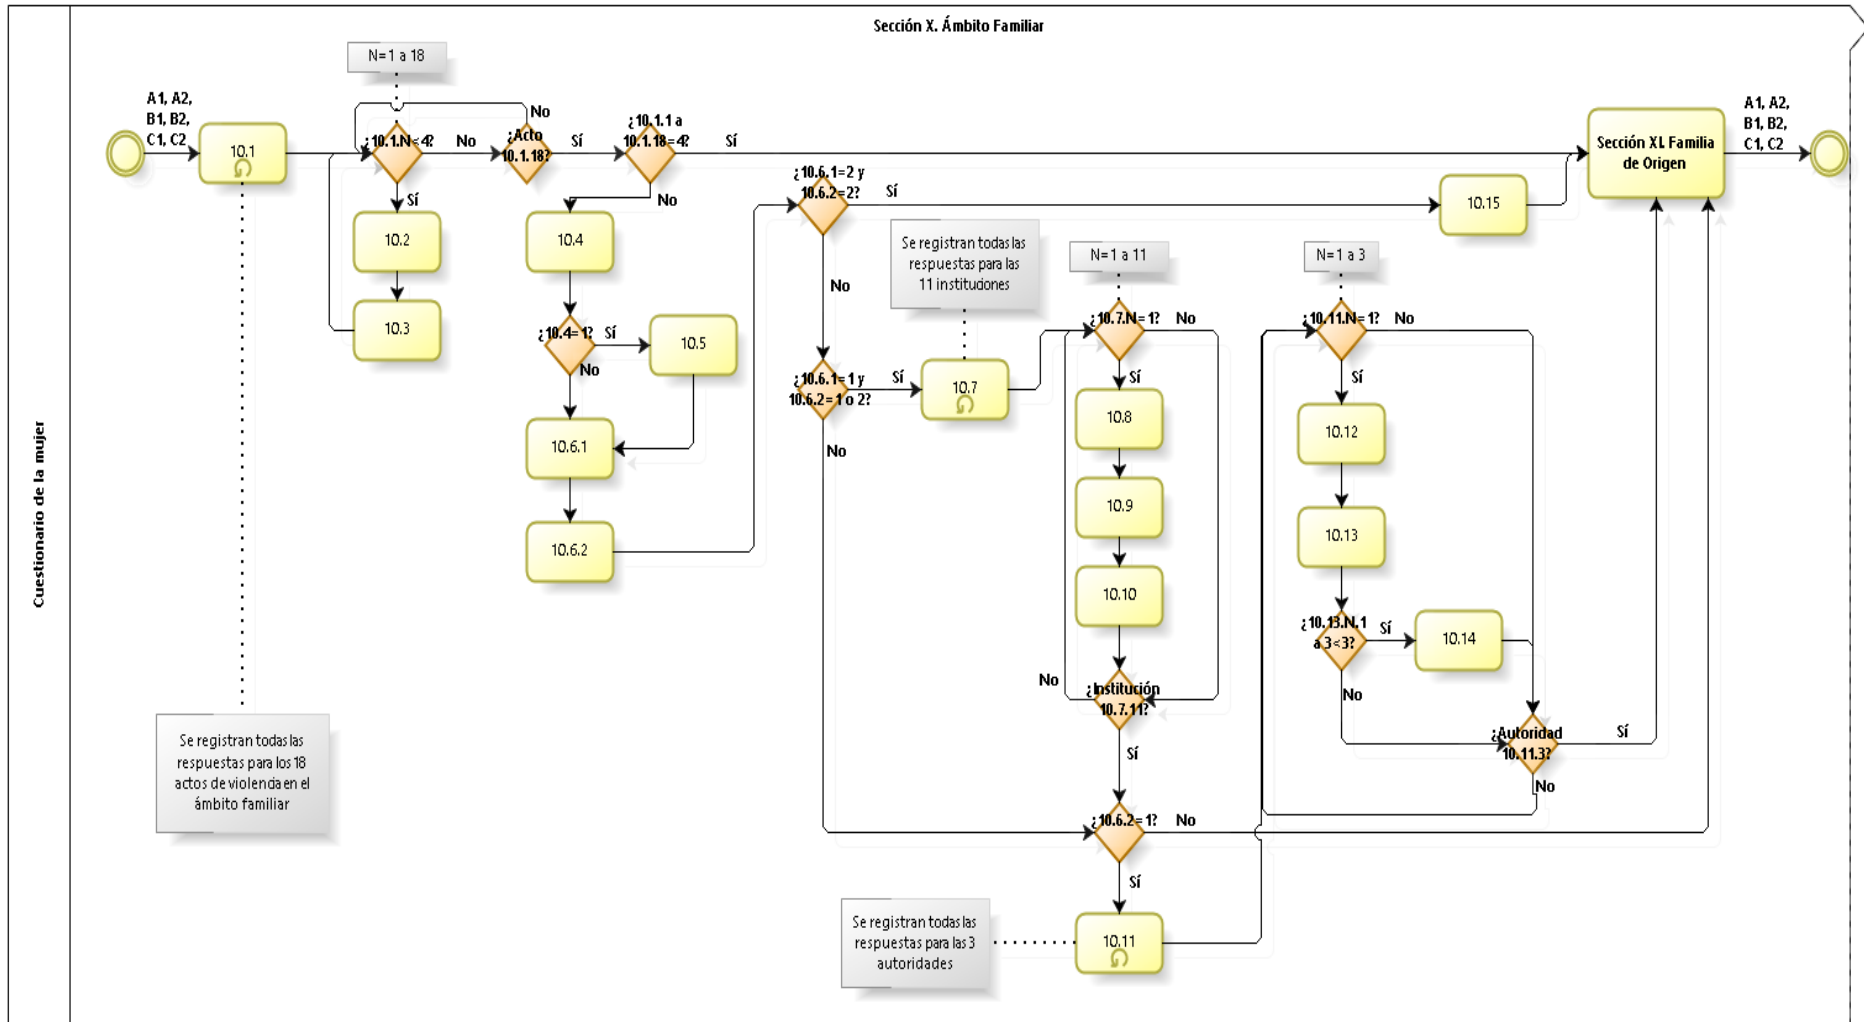 Sección X. Ámbito Familiar
Cuestionario de la mujer
N=1 a 18
A1, A2,
B1, B2,
C1, C2
10.1
¿10.1.N<4?
No
No
¿Acto
10.1.18?
Sí
¿10.1.1 a
10.1.18=4?
Sí
No
Sí
10.2
10.3
10.4
¿10.4=1?
Sí
10.5
No
10.6.1
10.6.2
¿10.6.1=2 y
10.6.2=2?
Sí
10.15
No
¿10.6.1=1 y
10.6.2=1 o 2?
Sí
No
Se registran todas las
respuestas para las
11 instituciones
10.7
N=1 a 11
¿10.7.N=1?
No
Sí
10.8
10.9
10.10
No
¿Institución
10.7.11?
Sí
¿10.6.2=1?
No
Sí
Se registran todas las
respuestas para las 3
autoridades
10.11
N=1 a 3
¿10.11.N=1?
No
Sí
10.12
10.13
¿10.13.N.1
a 3<3?
Sí
10.14
No
¿Autoridad
10.11.3?
Sí
No
Sección XI. Familia
de Origen
A1, A2,
B1, B2,
C1, C2
Se registran todas las
respuestas para los 18
actos de violencia en el
ámbito familiar